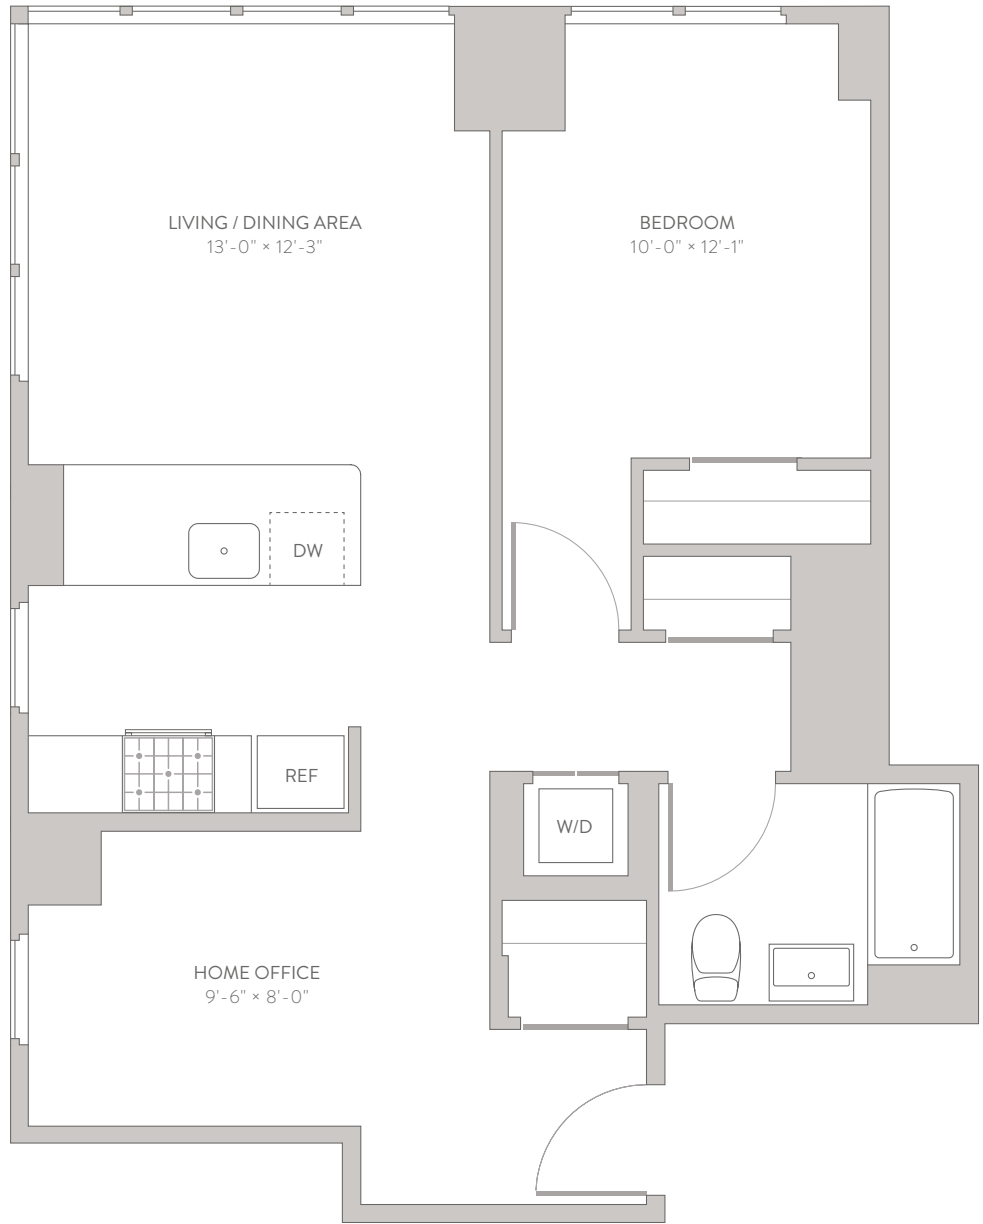 LIVING / DINING AREA
13'-0" × 12'-3"
BEDROOM
10'-0" × 12'-1"
DW
REF
W/D
HOME OFFICE
9'-6" × 8'-0"